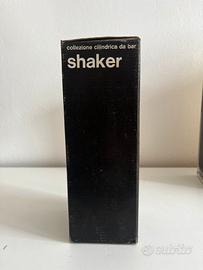 collezione cilindrica da bar
shaker
subito